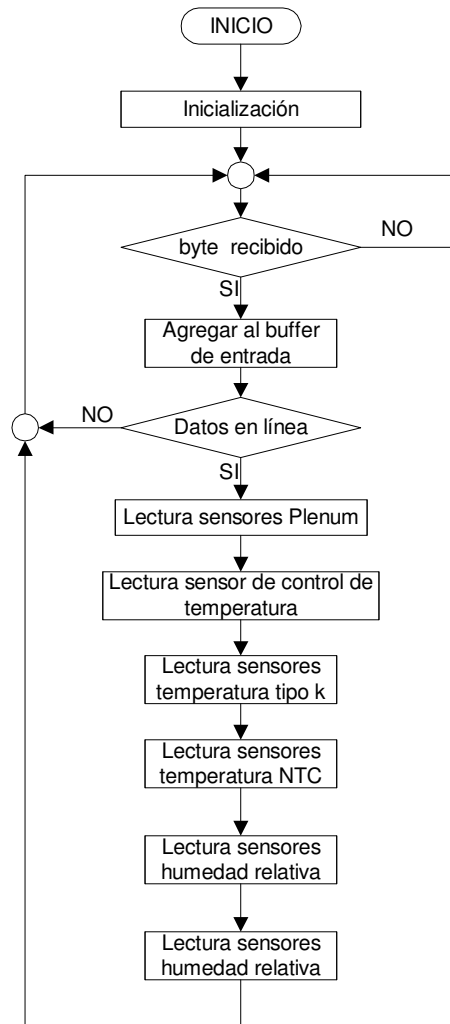 INICIO
Inicialización
byte recibido
NO
SI
Agregar al buffer
de entrada
NO
Datos en línea
SI
Lectura sensores Plenum
Lectura sensor de control de
temperatura
Lectura sensores
temperatura tipo k
Lectura sensores
temperatura NTC
Lectura sensores
humedad relativa
Lectura sensores
humedad relativa